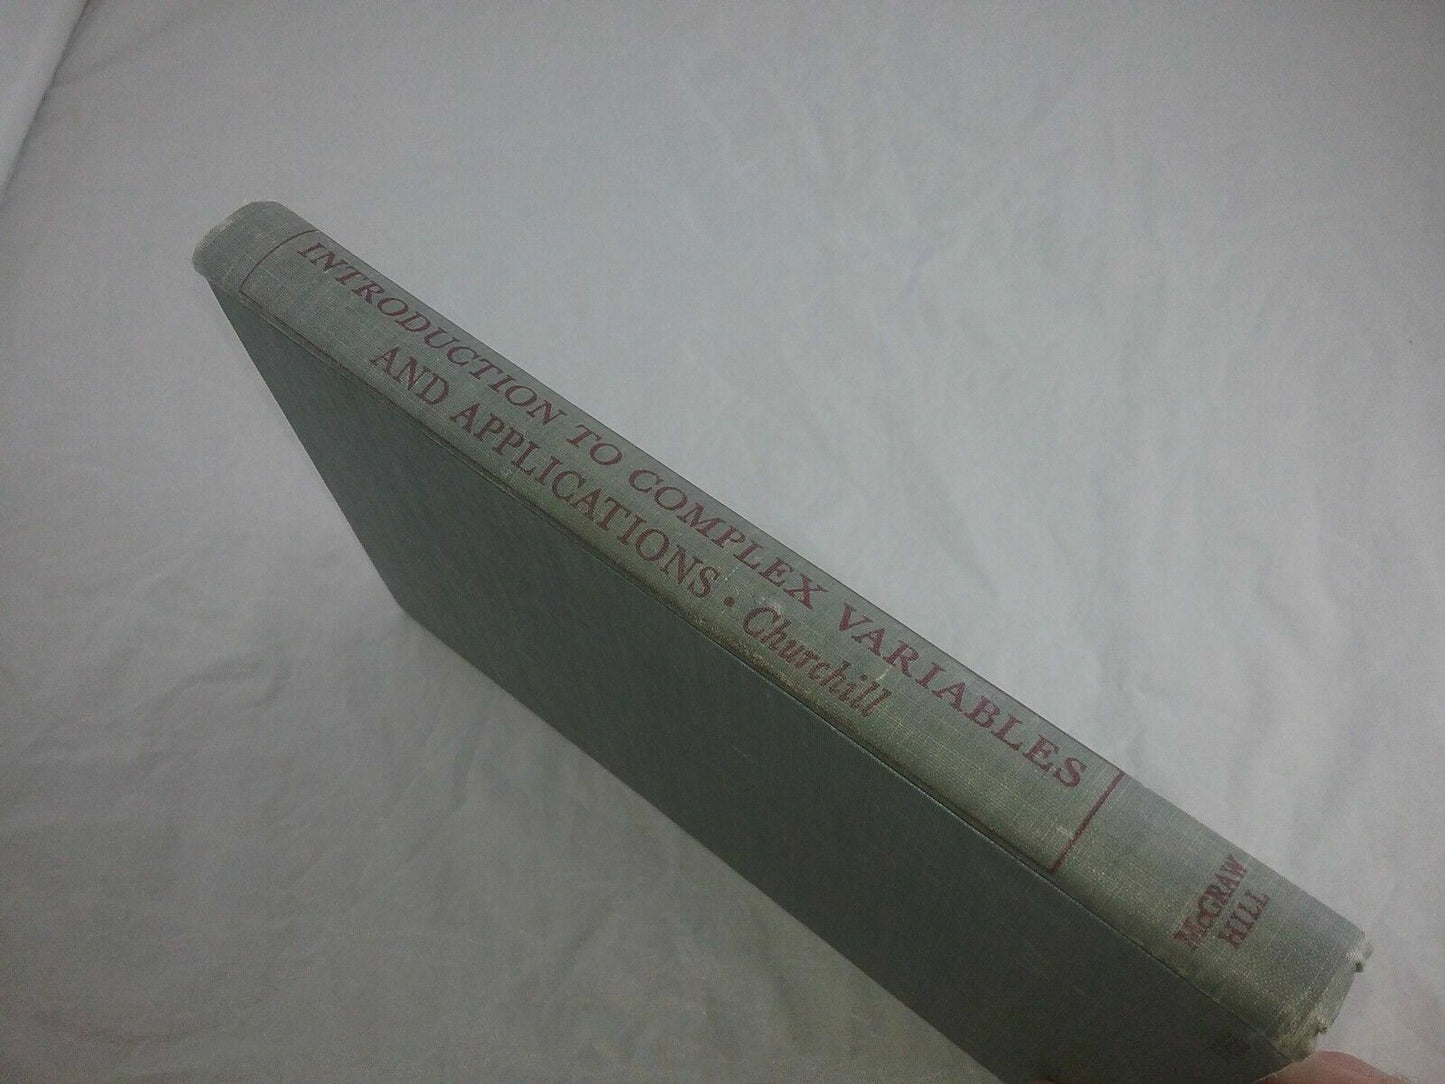 INTRODUCTION TO COMPLEX VARIABLES
AND APPLICATIONS • Churchill
McGRAW
HILL